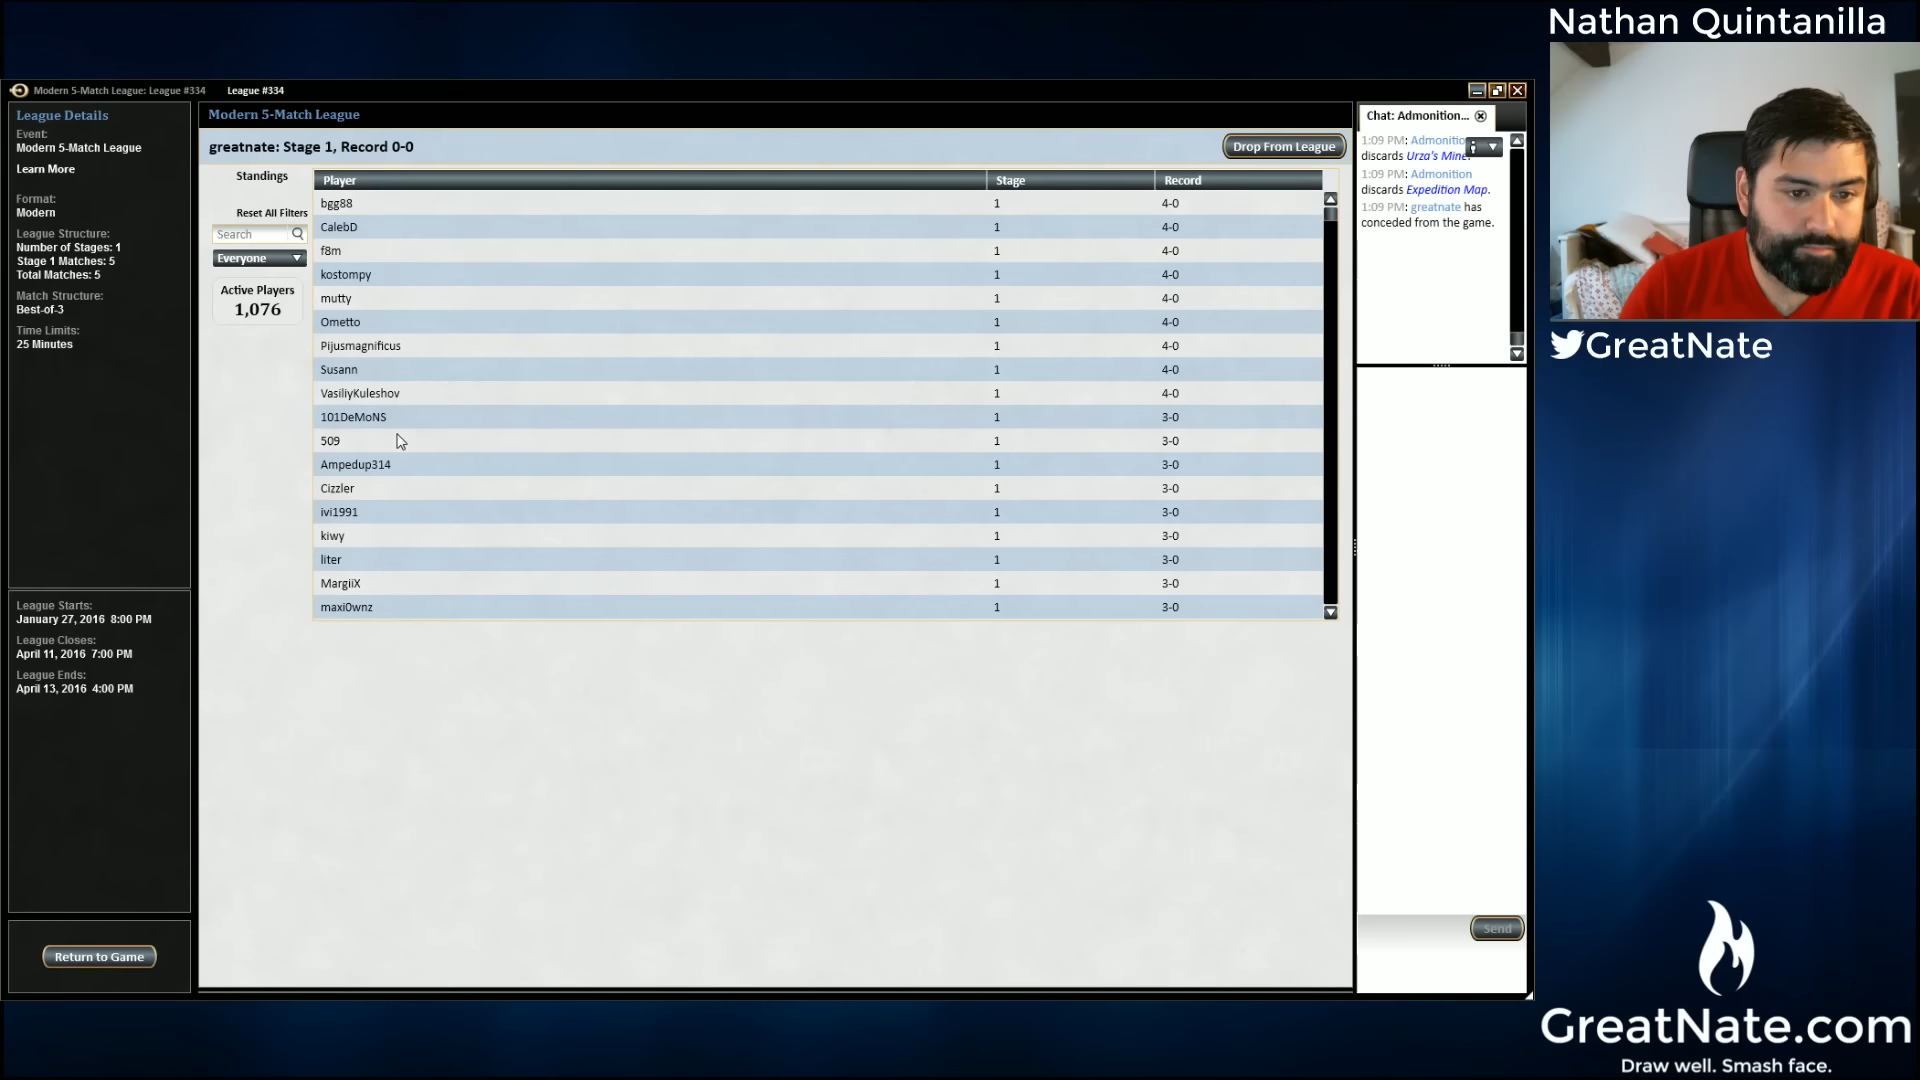 Nathan Quintanilla
Modern 5-Match League: League #334 League #334
League Details
Event:
Modern 5-Match League
Learn More
Format:
Modern
League Structure:
Number of Stages: 1
Stage 1 Matches: 5
Total Matches: 5
Match Structure:
Best-of-3
Time Limits:
25 Minutes
League Starts:
January 27, 2016 8:00 PM
League Closes:
April 11, 2016 7:00 PM
League Ends:
April 13, 2016 4:00 PM
Return to Game
Modern 5-Match League
greatnate: Stage 1, Record 0-0
Drop From League
Standings
Reset All Filters
Search
Everyone
Active Players
1,076
Player Stage Record
bgg88 1 4-0
CalebD 1 4-0
f8m 1 4-0
kostompy 1 4-0
mutty 1 4-0
Ometto 1 4-0
Pijusmagnificus 1 4-0
Susann 1 4-0
VasiliyKuleshov 1 4-0
101DeMoNS 1 3-0
509 1 3-0
Ampedup314 1 3-0
Cizzler 1 3-0
ivi1991 1 3-0
kiwy 1 3-0
liter 1 3-0
MargiiX 1 3-0
maxi0wnz 1 3-0
Chat: Admonition...
1:09 PM: Admonitio
discards Urza's Mine.
1:09 PM: Admonition
discards Expedition Map.
1:09 PM: greatnate has
conceded from the game.
Send
GreatNate
GreatNate.com
Draw well. Smash face.